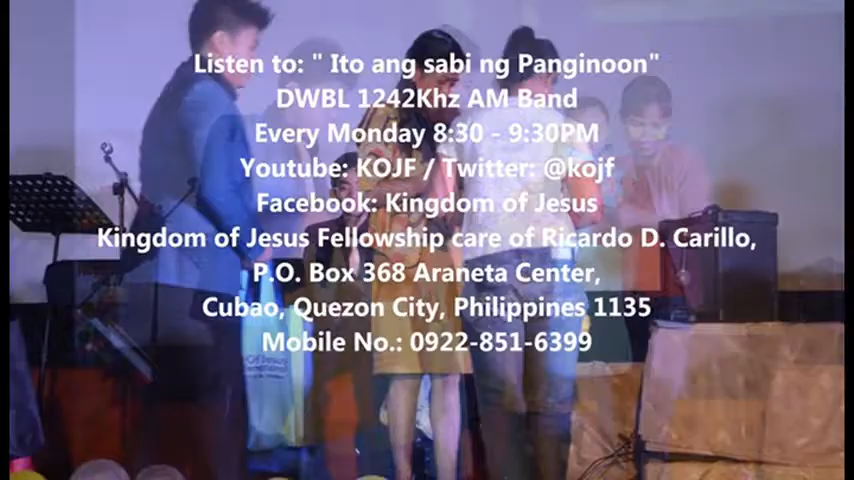 Listen to: " Ito ang sabi ng Panginoon"
DWBL 1242Khz AM Band
Every Monday 8:30 - 9:30PM
Youtube: KOJF / Twitter: @kojf
Facebook: Kingdom of Jesus
Kingdom of Jesus Fellowship care of Ricardo D. Carillo,
P.O. Box 368 Araneta Center,
Cubao, Quezon City, Philippines 1135
Mobile No.: 0922-851-6399